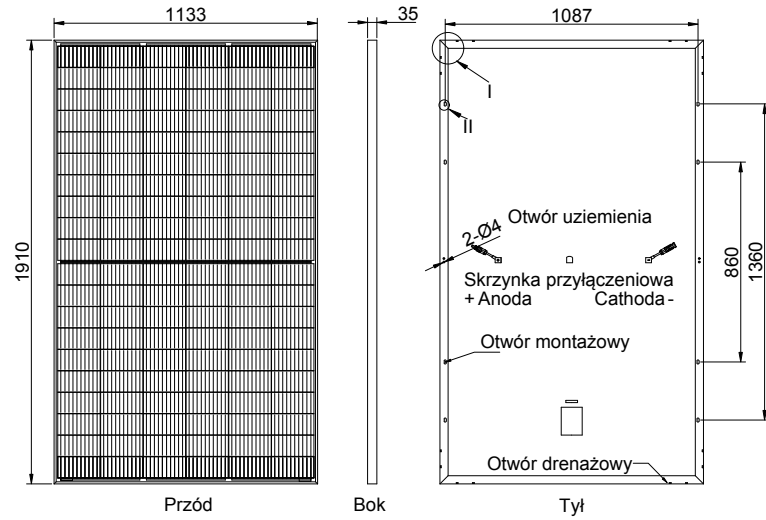 1133
35
1087
I
II
1910
Otwór uziemienia
2-Ø4
Skrzynka przyłączeniowa
+ Anoda Cathoda -
860
1360
Otwór montażowy
Otwór drenażowy
Przód
Bok
Tył